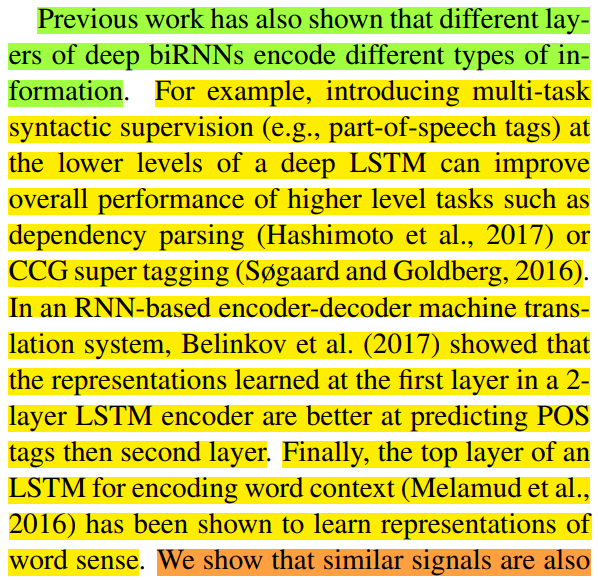 Previous work has also shown that different lay-
ers of deep biRNNs encode different types of in-
formation. For example, introducing multi-task
syntactic supervision (e.g., part-of-speech tags) at
the lower levels of a deep LSTM can improve
overall performance of higher level tasks such as
dependency parsing (Hashimoto et al., 2017) or
CCG super tagging (Søgaard and Goldberg, 2016).
In an RNN-based encoder-decoder machine trans-
lation system, Belinkov et al. (2017) showed that
the representations learned at the first layer in a 2-
layer LSTM encoder are better at predicting POS
tags then second layer. Finally, the top layer of an
LSTM for encoding word context (Melamud et al.,
2016) has been shown to learn representations of
word sense. We show that similar signals are also